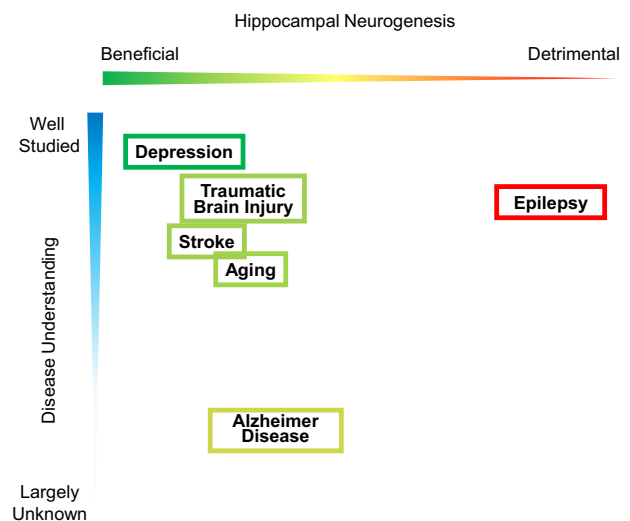 Hippocampal Neurogenesis
Beneficial
Detrimental
Well
Studied
Depression
Traumatic
Brain Injury
Epilepsy
Stroke
Aging
Disease Understanding
Alzheimer
Disease
Largely
Unknown